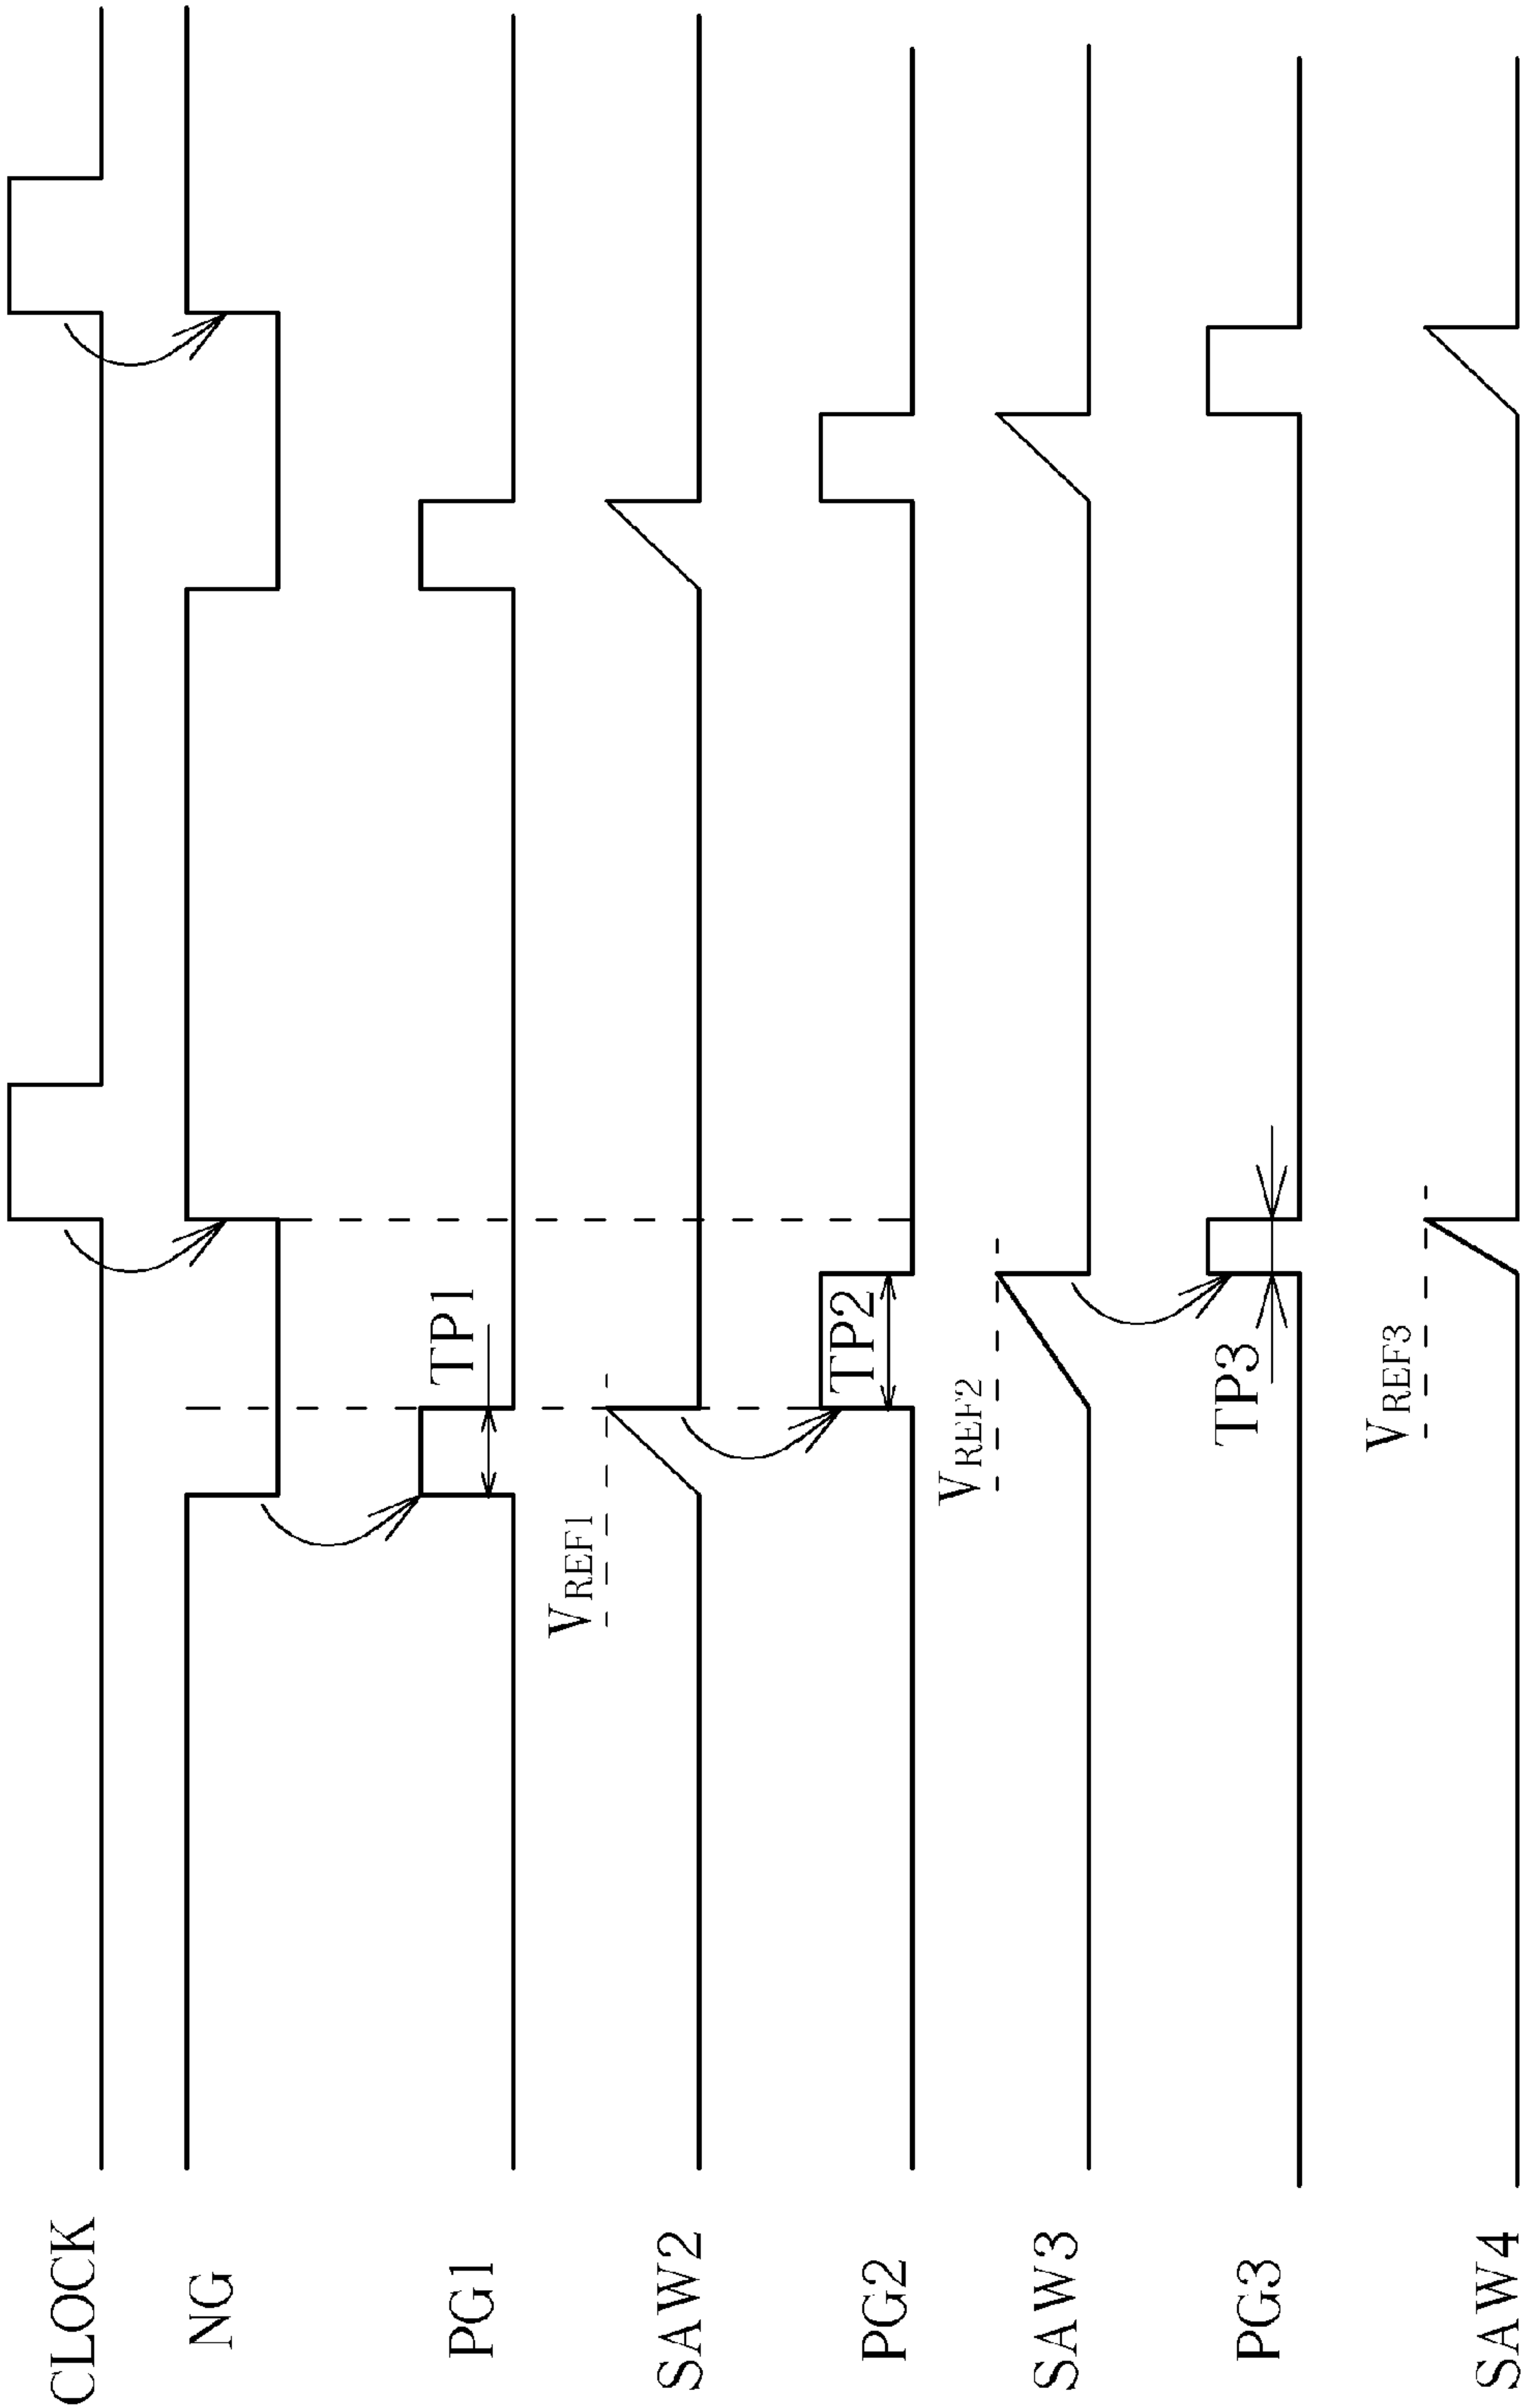 CLOCK
NG
PG1
TP1
VREF1
SAW2
PG2
TP2
VREF2
SAW3
PG3
TP3
VREF3
SAW4